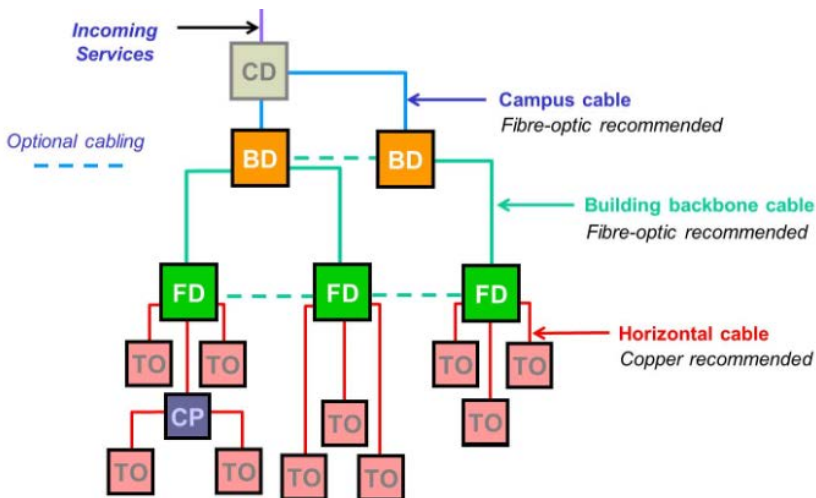 Incoming
Services
CD
Campus cable
Fibre-optic recommended
Optional cabling
BD
BD
Building backbone cable
Fibre-optic recommended
FD
FD
FD
Horizontal cable
Copper recommended
TO
TO
TO
TO
CP
TO
TO
TO
TO
TO
TO